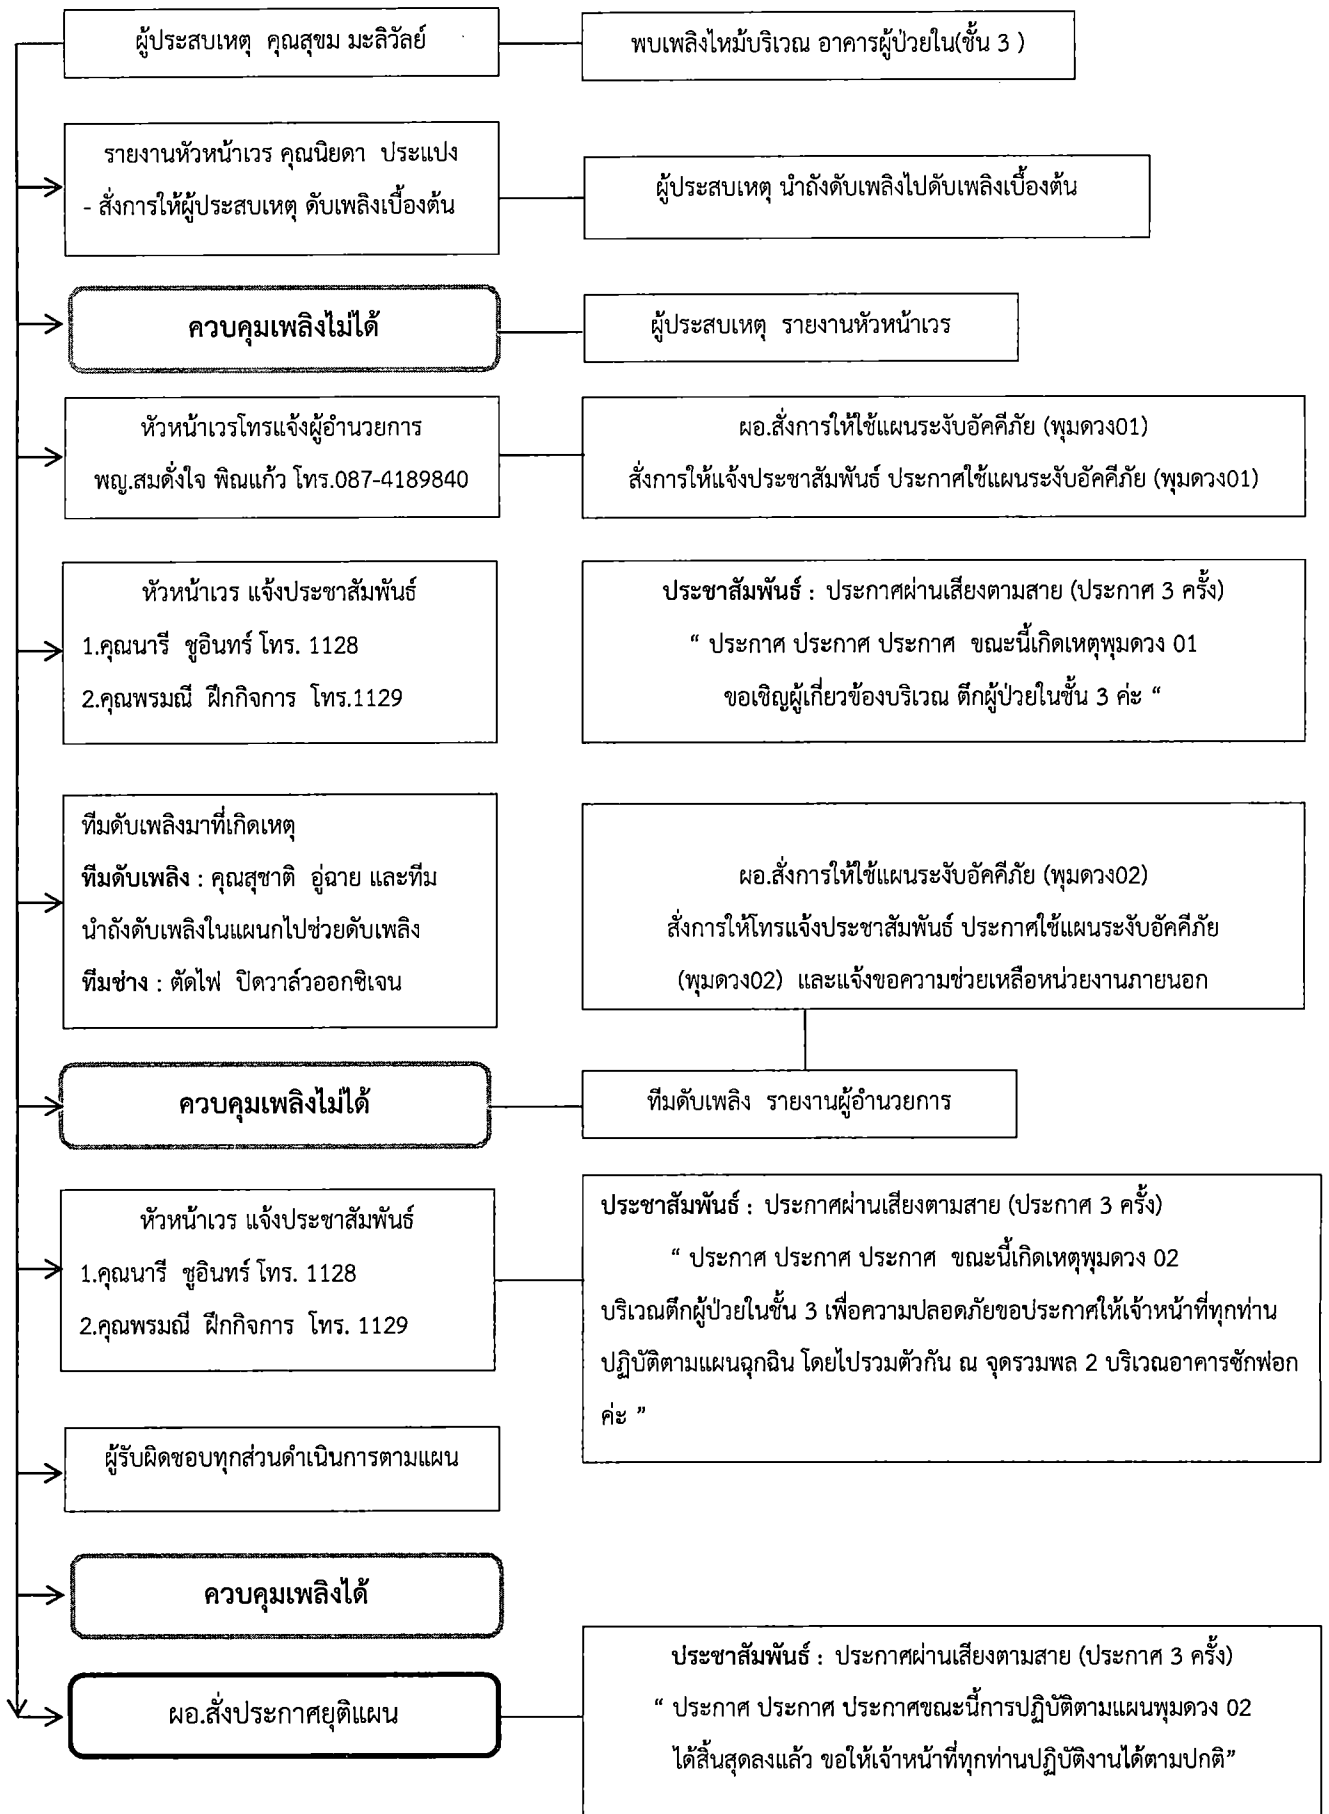 ผู้ประสบเหตุ  คุณสุขม มะลิวัลย์
พบเพลิงไหม้บริเวณ อาคารผู้ป่วยใน(ชั้น 3 )
รายงานหัวหน้าเวร คุณนิยดา  ประแปง
- สั่งการให้ผู้ประสบเหตุ ดับเพลิงเบื้องต้น
ผู้ประสบเหตุ นำถังดับเพลิงไปดับเพลิงเบื้องต้น
ควบคุมเพลิงไม่ได้
ผู้ประสบเหตุ  รายงานหัวหน้าเวร
หัวหน้าเวรโทรแจ้งผู้อำนวยการ
พญ.สมดั่งใจ พิณแก้ว โทร.087-4189840
ผอ.สั่งการให้ใช้แผนระงับอัคคีภัย (พุมดวง01)
สั่งการให้แจ้งประชาสัมพันธ์ ประกาศใช้แผนระงับอัคคีภัย (พุมดวง01)
หัวหน้าเวร แจ้งประชาสัมพันธ์
1.คุณนารี  ชูอินทร์ โทร. 1128
2.คุณพรมณี  ฝึกกิจการ  โทร.1129
ประชาสัมพันธ์ :  ประกาศผ่านเสียงตามสาย (ประกาศ 3 ครั้ง)
“ ประกาศ ประกาศ ประกาศ  ขณะนี้เกิดเหตุพุมดวง 01
ขอเชิญผู้เกี่ยวข้องบริเวณ ตึกผู้ป่วยในชั้น 3 ค่ะ “
ทีมดับเพลิงมาที่เกิดเหตุ
ทีมดับเพลิง : คุณสุชาติ  อู่ฉาย และทีม
นำถังดับเพลิงในแผนกไปช่วยดับเพลิง
ทีมช่าง : ตัดไฟ  ปิดวาล์วออกซิเจน
ผอ.สั่งการให้ใช้แผนระงับอัคคีภัย (พุมดวง02)
สั่งการให้โทรแจ้งประชาสัมพันธ์ ประกาศใช้แผนระงับอัคคีภัย
(พุมดวง02)  และแจ้งขอความช่วยเหลือหน่วยงานภายนอก
ควบคุมเพลิงไม่ได้
ทีมดับเพลิง  รายงานผู้อำนวยการ
หัวหน้าเวร แจ้งประชาสัมพันธ์
1.คุณนารี  ชูอินทร์ โทร. 1128
2.คุณพรมณี  ฝึกกิจการ  โทร. 1129
ประชาสัมพันธ์ :  ประกาศผ่านเสียงตามสาย (ประกาศ 3 ครั้ง)
“ ประกาศ ประกาศ ประกาศ  ขณะนี้เกิดเหตุพุมดวง 02
บริเวณตึกผู้ป่วยในชั้น 3 เพื่อความปลอดภัยขอประกาศให้เจ้าหน้าที่ทุกท่าน
ปฏิบัติตามแผนฉุกฉิน โดยไปรวมตัวกัน ณ จุดรวมพล 2 บริเวณอาคารซักฟอก
ค่ะ ”
ผู้รับผิดชอบทุกส่วนดำเนินการตามแผน
ควบคุมเพลิงได้
ผอ.สั่งประกาศยุติแผน
ประชาสัมพันธ์ :  ประกาศผ่านเสียงตามสาย (ประกาศ 3 ครั้ง)
“ ประกาศ ประกาศ ประกาศขณะนี้การปฏิบัติตามแผนพุมดวง 02
ได้สิ้นสุดลงแล้ว ขอให้เจ้าหน้าที่ทุกท่านปฏิบัติงานได้ตามปกติ”